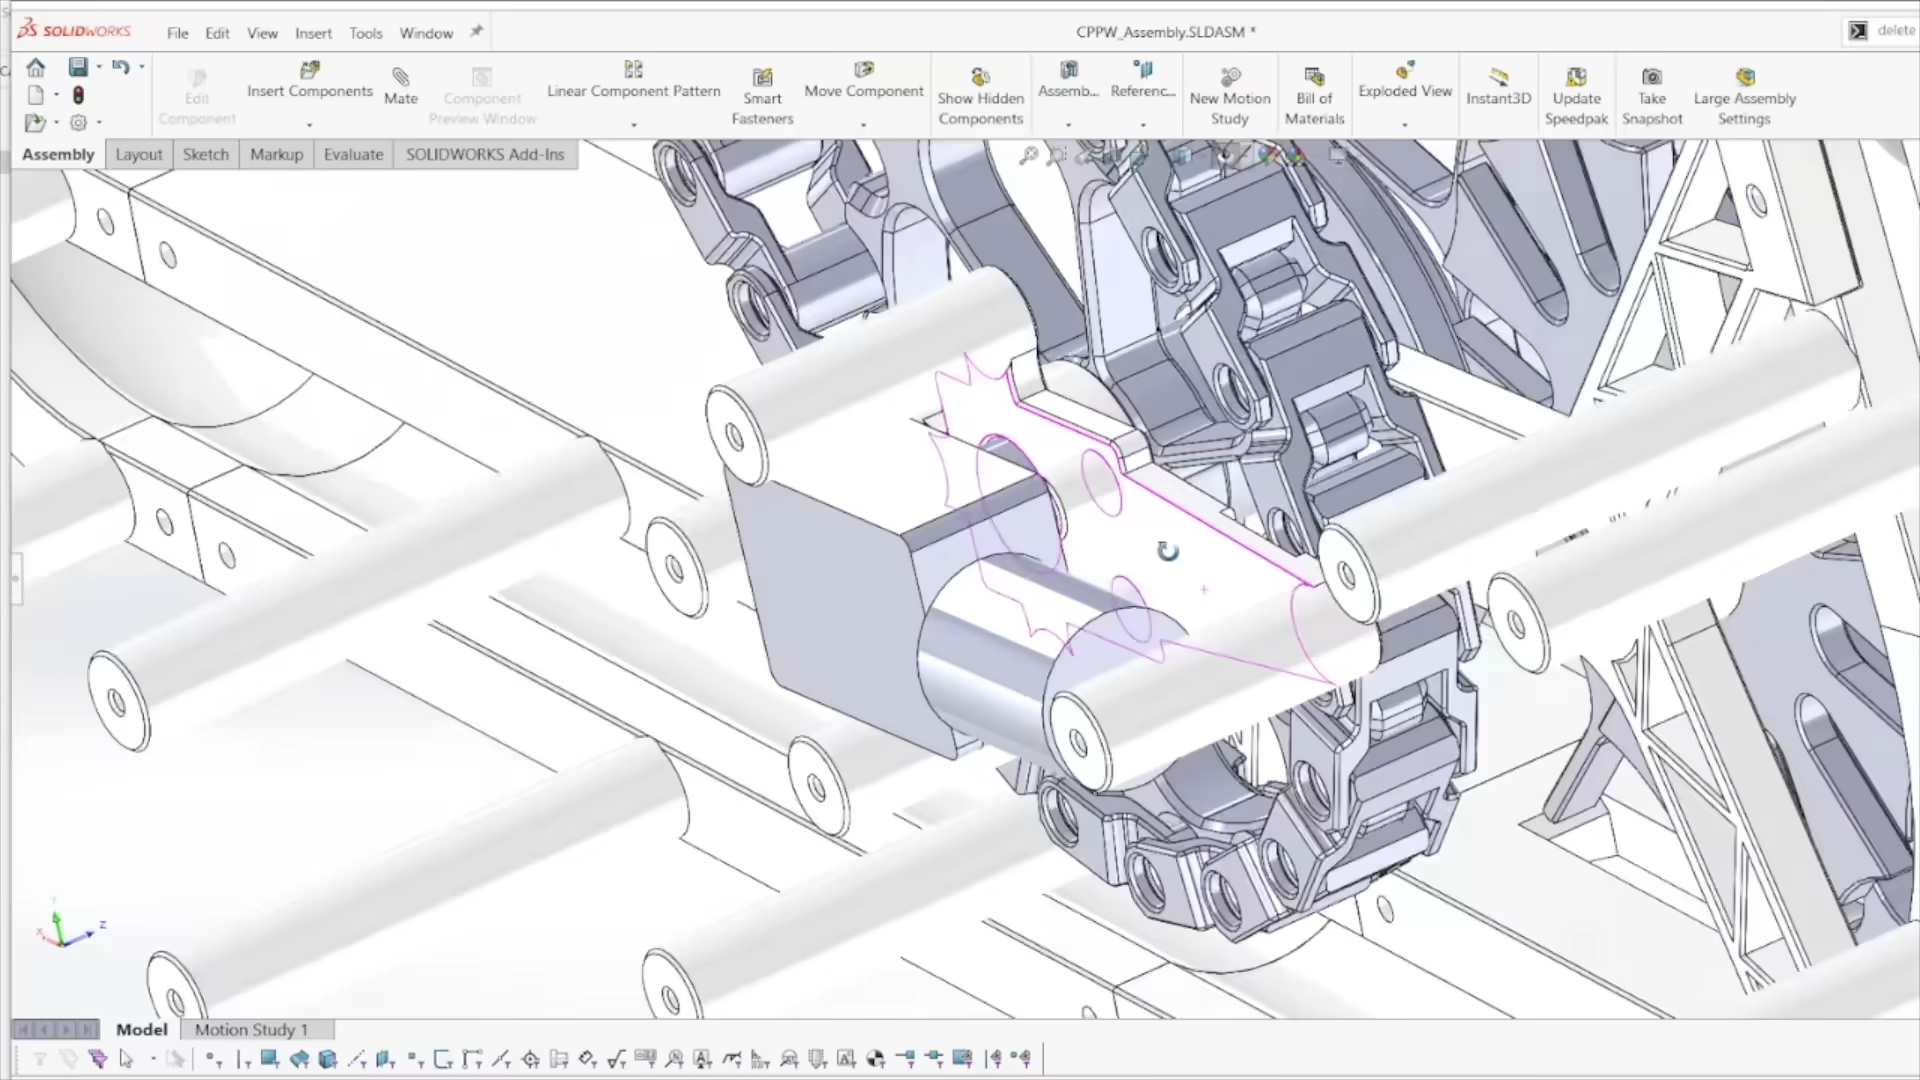 SOLIDWORKS File Edit View Insert Tools Window CPPW_Assembly.SLDASM * delete
Edit Component
Insert Components
Mate
Component Preview Window
Linear Component Pattern
Smart Fasteners
Move Component
Show Hidden Components
Assemb...
Referenc...
New Motion Study
Bill of Materials
Exploded View
Instant3D
Update Speedpak
Take Snapshot
Large Assembly Settings
Assembly Layout Sketch Markup Evaluate SOLIDWORKS Add-Ins
Y
X
Z
Model Motion Study 1